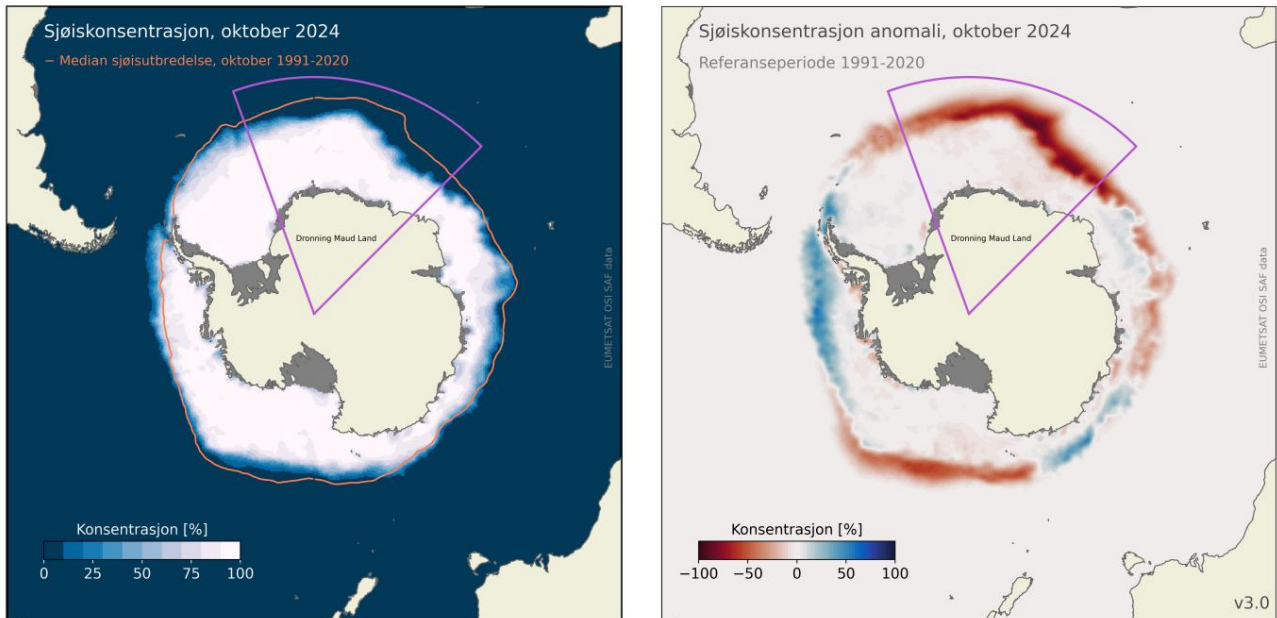 Sjøiskonsentrasjon, oktober 2024
− Median sjøisutbredelse, oktober 1991-2020
Dronning Maud Land
EUMETSAT OSI SAF data
Konsentrasjon [%]
0 25 50 75 100
Sjøiskonsentrasjon anomali, oktober 2024
Referanseperiode 1991-2020
Dronning Maud Land
EUMETSAT OSI SAF data
Konsentrasjon [%]
−100 −50 0 50 100
v3.0